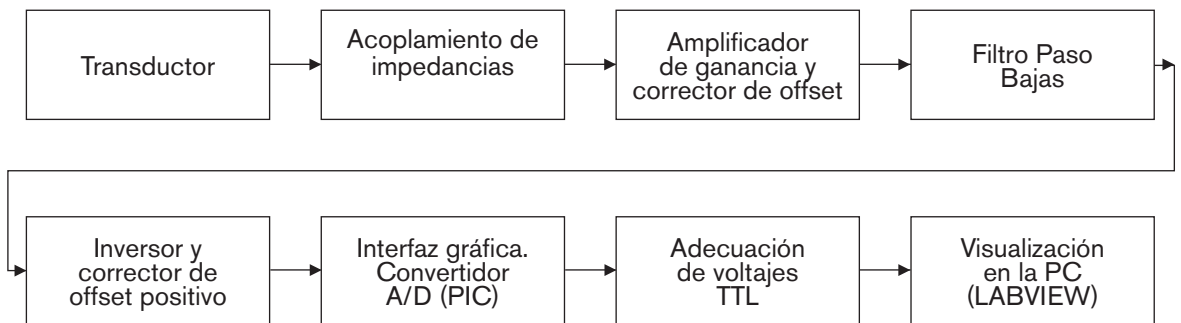 Transductor
Acoplamiento de
impedancias
Amplificador
de ganancia y
corrector de offset
Filtro Paso
Bajas
Inversor y
corrector de
offset positivo
Interfaz gráfica.
Convertidor
A/D (PIC)
Adecuación
de voltajes
TTL
Visualización
en la PC
(LABVIEW)